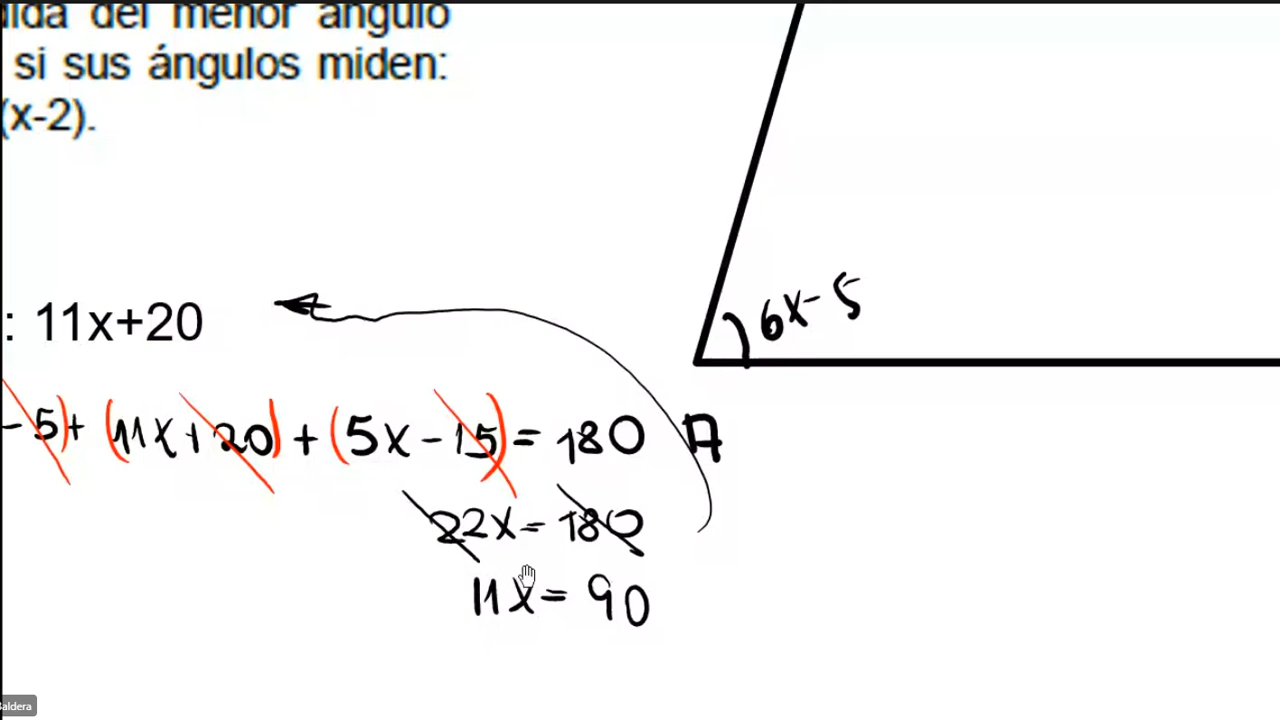 del menor ángulo
si sus ángulos miden:
(x-2).
6x-5
: 11x+20
-5)+ (11x+20) + (5x-15) = 180 A
22x = 180
11x = 90